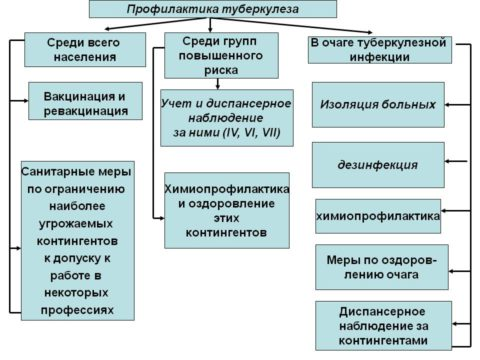 Профилактика туберкулеза
Среди всего
населения
Среди групп
повышенного
риска
В очаге туберкулезной
инфекции
Вакцинация и
ревакцинация
Учет и диспансерное
наблюдение
за ними (IV, VI, VII)
Изоляция больных
дезинфекция
Санитарные меры
по ограничению
наиболее
угрожаемых
контингентов
к допуску к
работе в
некоторых
профессиях
Химиопрофилактика
и оздоровление
этих
контингентов
химиопрофилактика
Меры по оздоров-
лению очага
Диспансерное
наблюдение за
контингентами